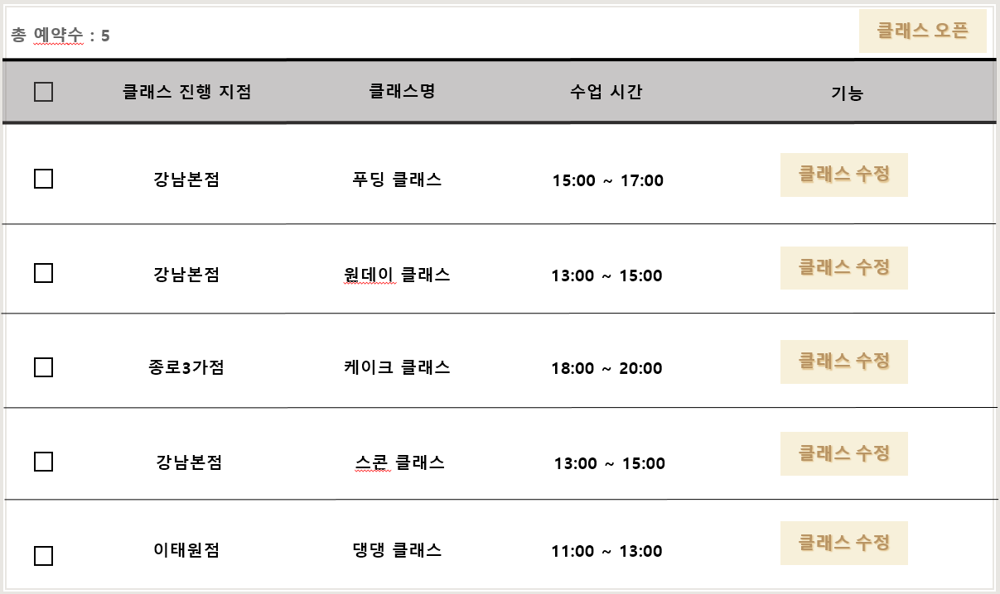 총 예약수 : 5
클래스 오픈
클래스 진행 지점 클래스명 수업 시간 기능
강남본점 푸딩 클래스 15:00 ~ 17:00 클래스 수정
강남본점 원데이 클래스 13:00 ~ 15:00 클래스 수정
종로3가점 케이크 클래스 18:00 ~ 20:00 클래스 수정
강남본점 스콘 클래스 13:00 ~ 15:00 클래스 수정
이태원점 댕댕 클래스 11:00 ~ 13:00 클래스 수정